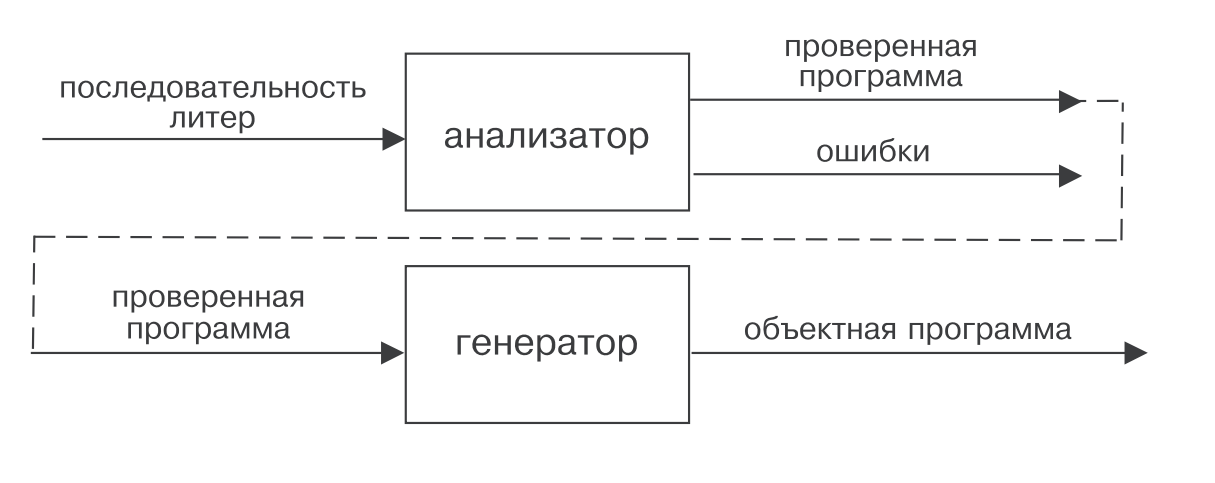 последовательность
литер
анализатор
проверенная
программа
ошибки
проверенная
программа
генератор
объектная программа